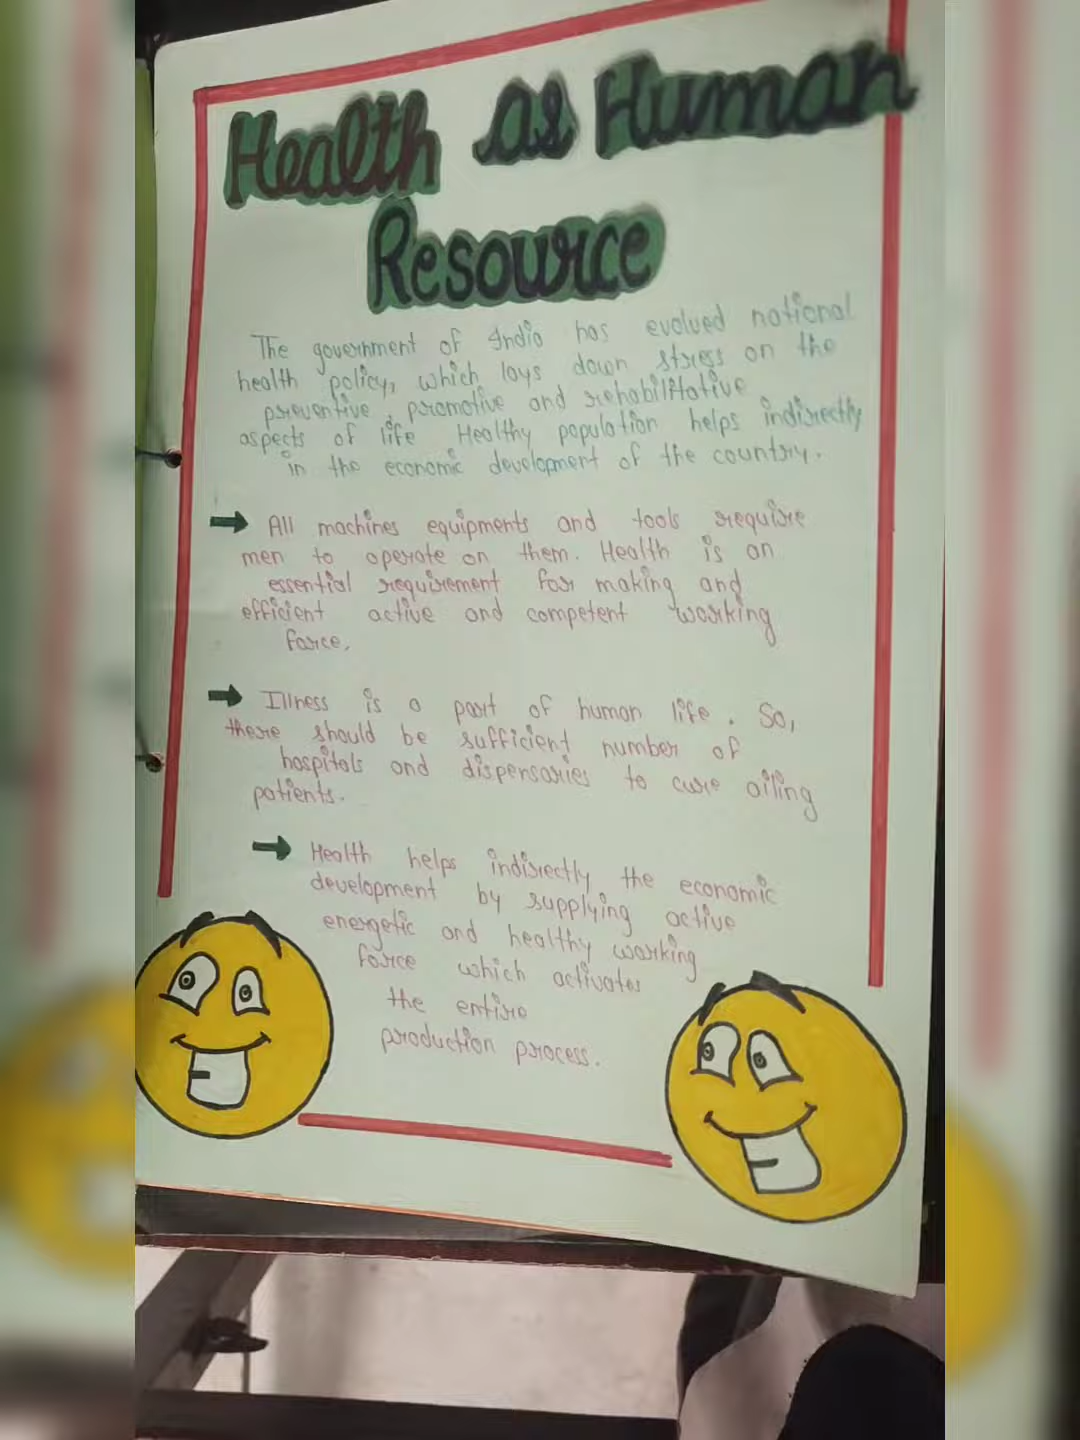 Health as Human
Resource
The government of India has evolved national
health policy, which lays down stress on the
preventive, promotive and rehabilitative
aspects of life Healthy population helps indirectly
in the economic development of the country.
All machines equipments and tools require
men to operate on them. Health is an
essential requirement for making and
efficient active and competent working
force.
Illness is a part of human life. So,
there should be sufficient number of
hospitals and dispensaries to cure ailing
patients.
Health helps indirectly the economic
development by supplying active
energetic and healthy working
force which activates
the entire
production process.